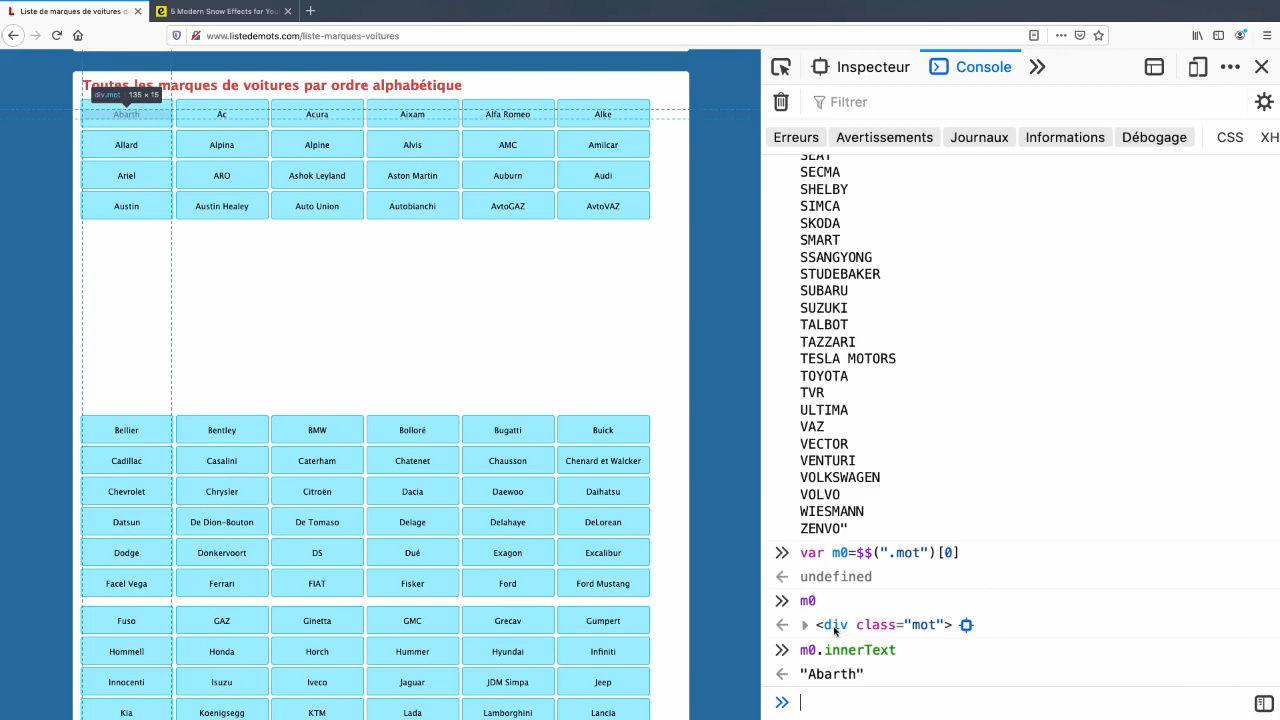 Liste de marques de voitures d
5 Modern Snow Effects for You
www.listedemots.com/liste-marques-voitures
Toutes les marques de voitures par ordre alphabétique
div.mot 135 × 15
Abarth Ac Acura Aixam Alfa Romeo Alke
Allard Alpina Alpine Alvis AMC Amilcar
Ariel ARO Ashok Leyland Aston Martin Auburn Audi
Austin Austin Healey Auto Union Autobianchi AvtoGAZ AvtoVAZ
Bellier Bentley BMW Bolloré Bugatti Buick
Cadillac Casalini Caterham Chatenet Chausson Chenard et Walcker
Chevrolet Chrysler Citroën Dacia Daewoo Daihatsu
Datsun De Dion-Bouton De Tomaso Delage Delahaye DeLorean
Dodge Donkervoort DS Dué Exagon Excalibur
Facel Vega Ferrari FIAT Fisker Ford Ford Mustang
Fuso GAZ Ginetta GMC Grecav Gumpert
Hommell Honda Horch Hummer Hyundai Infiniti
Innocenti Isuzu Iveco Jaguar JDM Simpa Jeep
Kia Koenigsegg KTM Lada Lamborghini Lancia
Inspecteur Console
Filtrer
Erreurs Avertissements Journaux Informations Débogage CSS XH
SEAT
SECMA
SHELBY
SIMCA
SKODA
SMART
SSANGYONG
STUDEBAKER
SUBARU
SUZUKI
TALBOT
TAZZARI
TESLA MOTORS
TOYOTA
TVR
ULTIMA
VAZ
VECTOR
VENTURI
VOLKSWAGEN
VOLVO
WIESMANN
ZENVO"
var m0=$$(".mot")[0]
undefined
m0
<div class="mot">
m0.innerText
"Abarth"